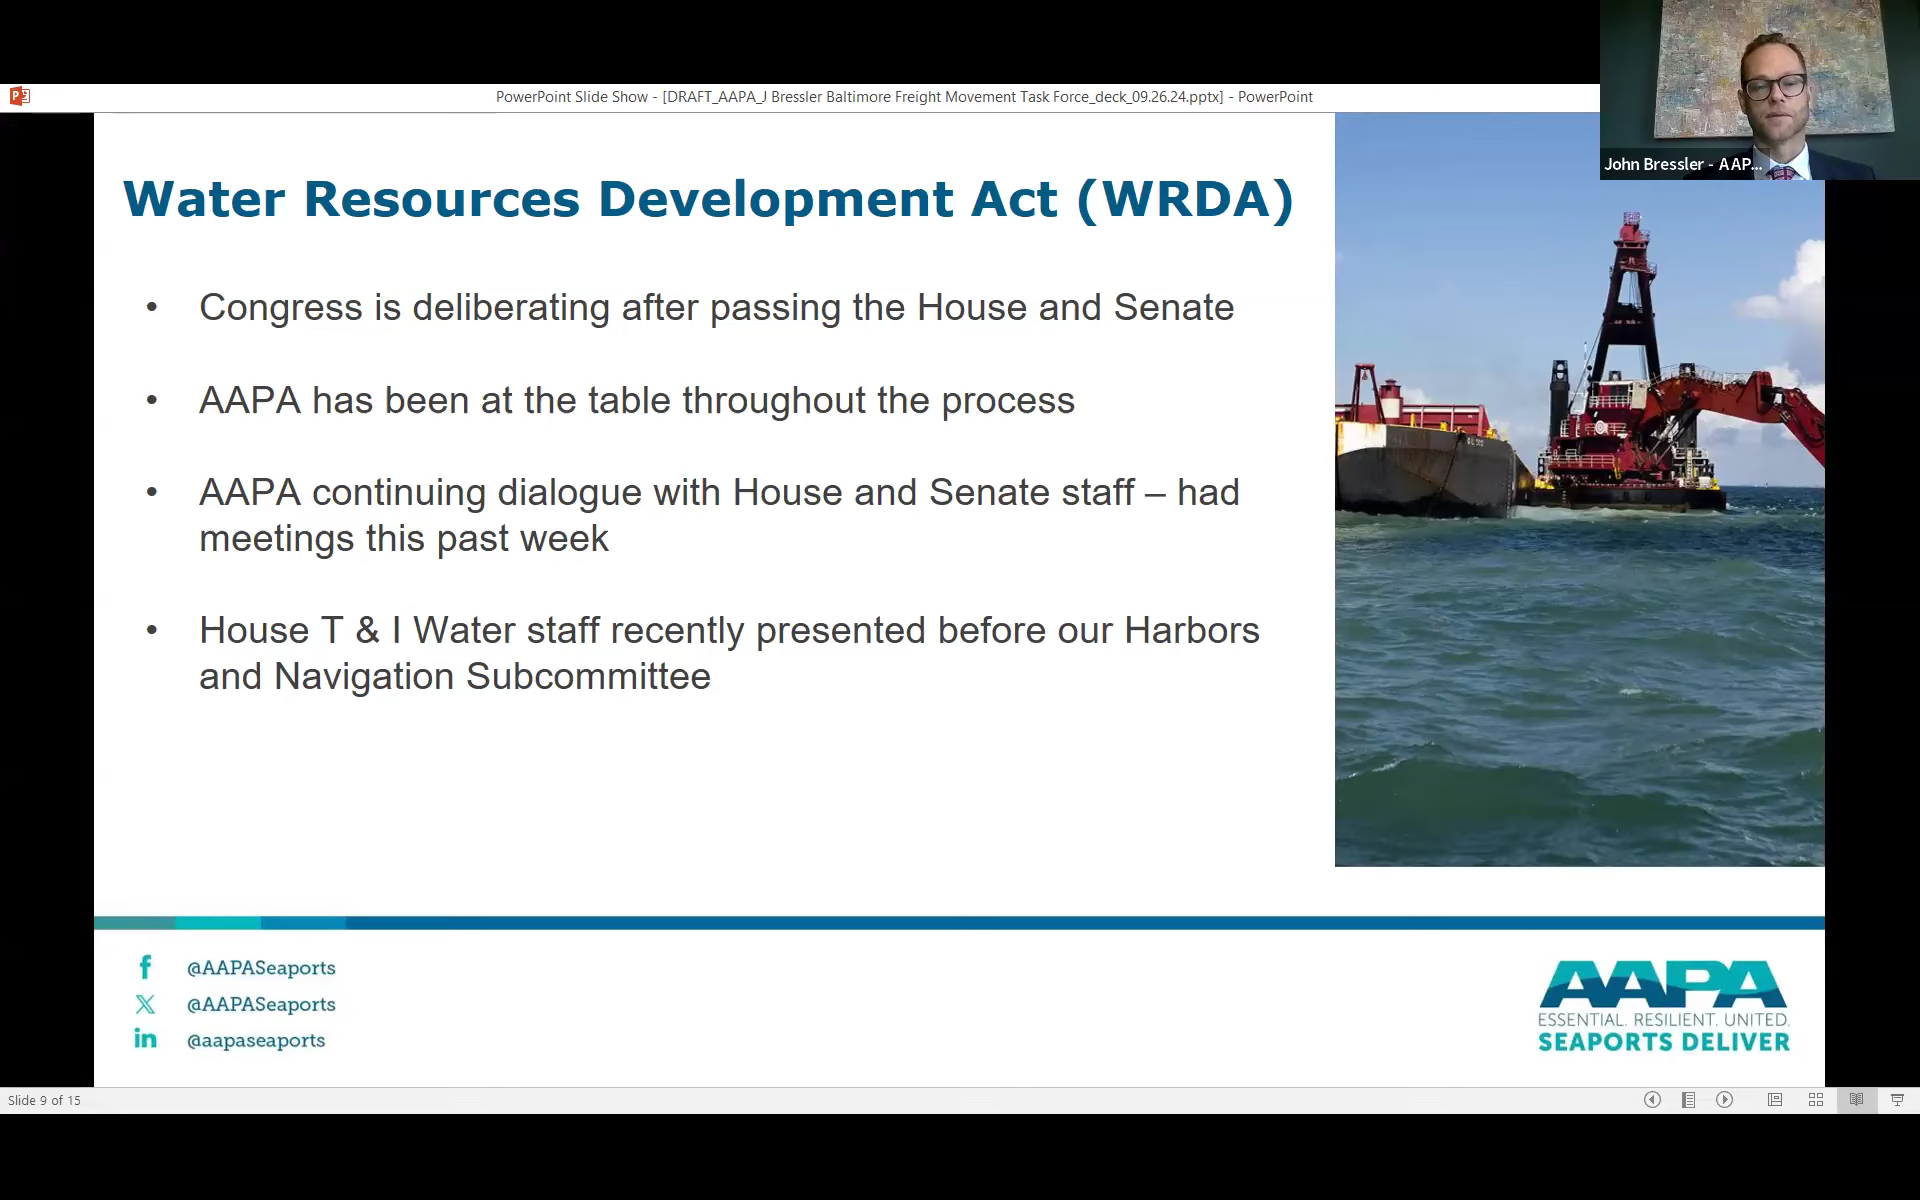 PowerPoint Slide Show - [DRAFT_AAPA_J Bressler Baltimore Freight Movement Task Force_deck_09.26.24.pptx] - PowerPoint
John Bressler - AAP...
Water Resources Development Act (WRDA)
• Congress is deliberating after passing the House and Senate
• AAPA has been at the table throughout the process
• AAPA continuing dialogue with House and Senate staff – had
meetings this past week
• House T & I Water staff recently presented before our Harbors
and Navigation Subcommittee
@AAPASeaports
@AAPASeaports
@aapaseaports
AAPA
ESSENTIAL. RESILIENT. UNITED.
SEAPORTS DELIVER
Slide 9 of 15